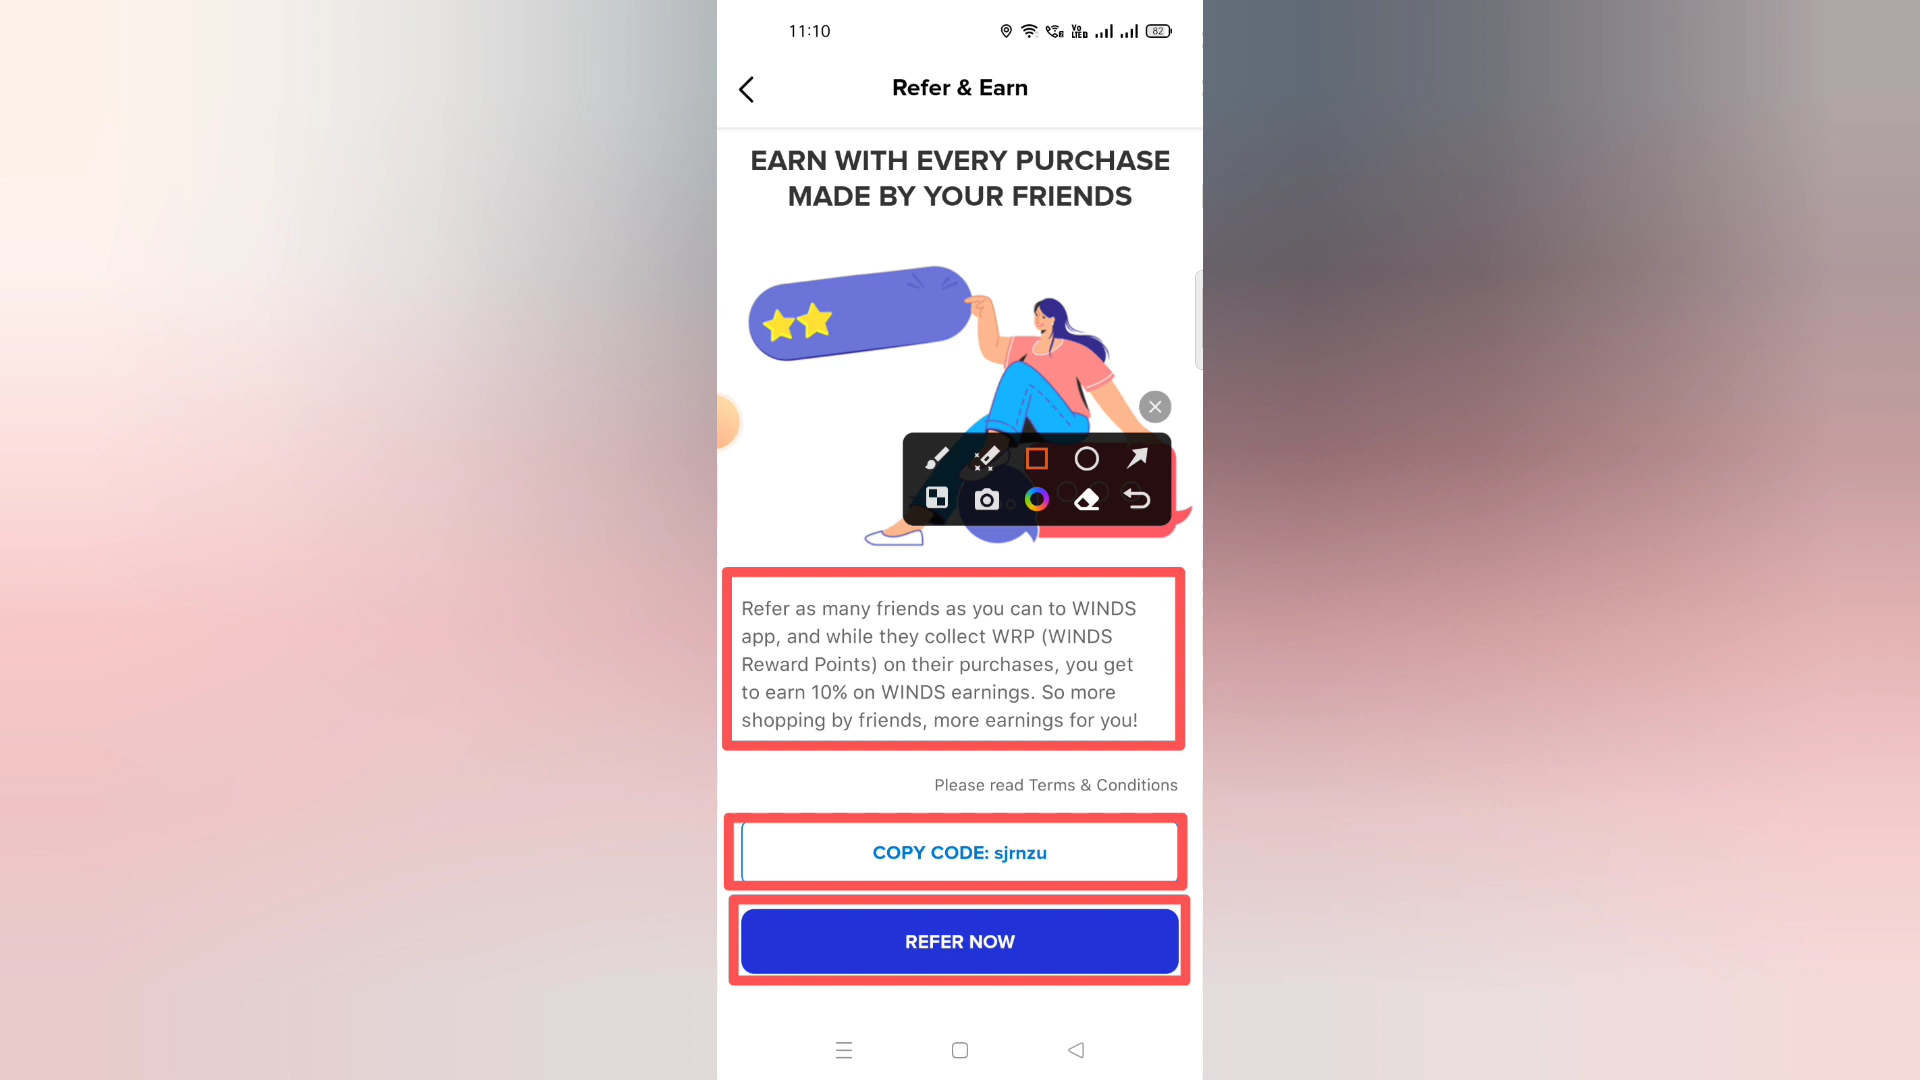 11:10
82
Refer & Earn
EARN WITH EVERY PURCHASE
MADE BY YOUR FRIENDS
Refer as many friends as you can to WINDS
app, and while they collect WRP (WINDS
Reward Points) on their purchases, you get
to earn 10% on WINDS earnings. So more
shopping by friends, more earnings for you!
Please read Terms & Conditions
COPY CODE: sjrnzu
REFER NOW